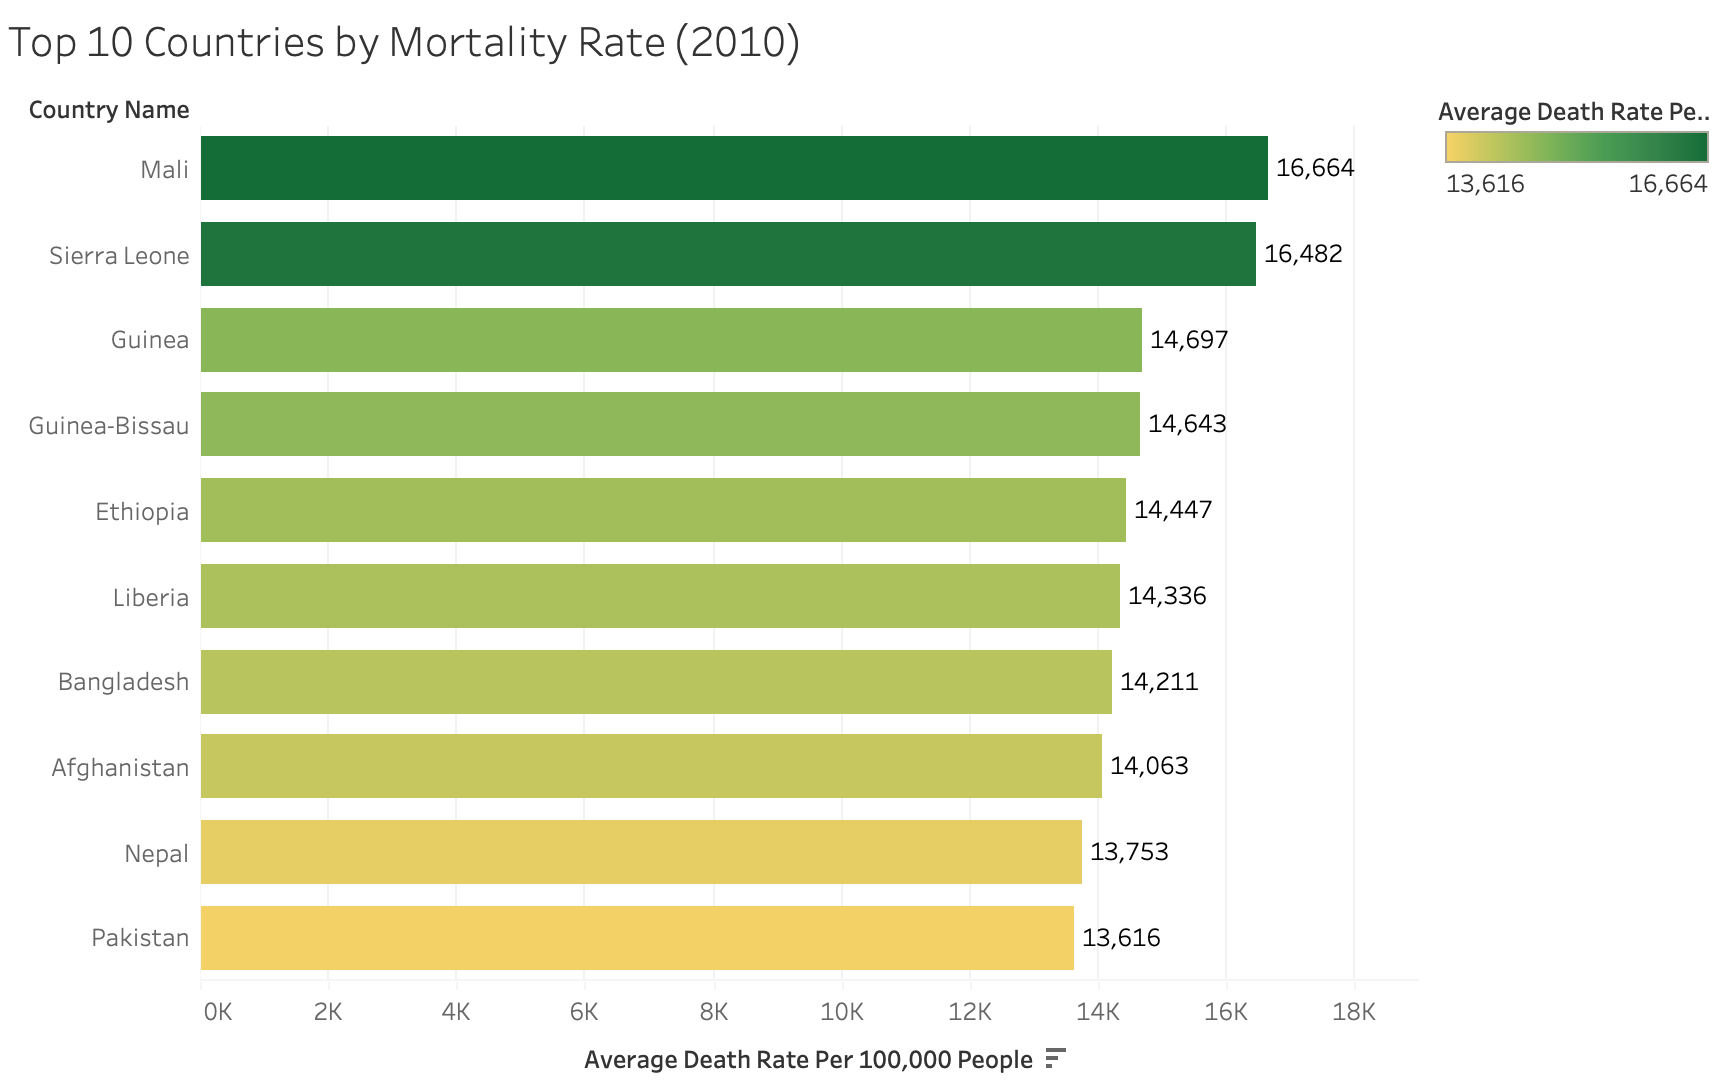 Top 10 Countries by Mortality Rate (2010)
Country Name
Average Death Rate Pe..
13,616 16,664
Mali 16,664
Sierra Leone 16,482
Guinea 14,697
Guinea-Bissau 14,643
Ethiopia 14,447
Liberia 14,336
Bangladesh 14,211
Afghanistan 14,063
Nepal 13,753
Pakistan 13,616
0K 2K 4K 6K 8K 10K 12K 14K 16K 18K
Average Death Rate Per 100,000 People